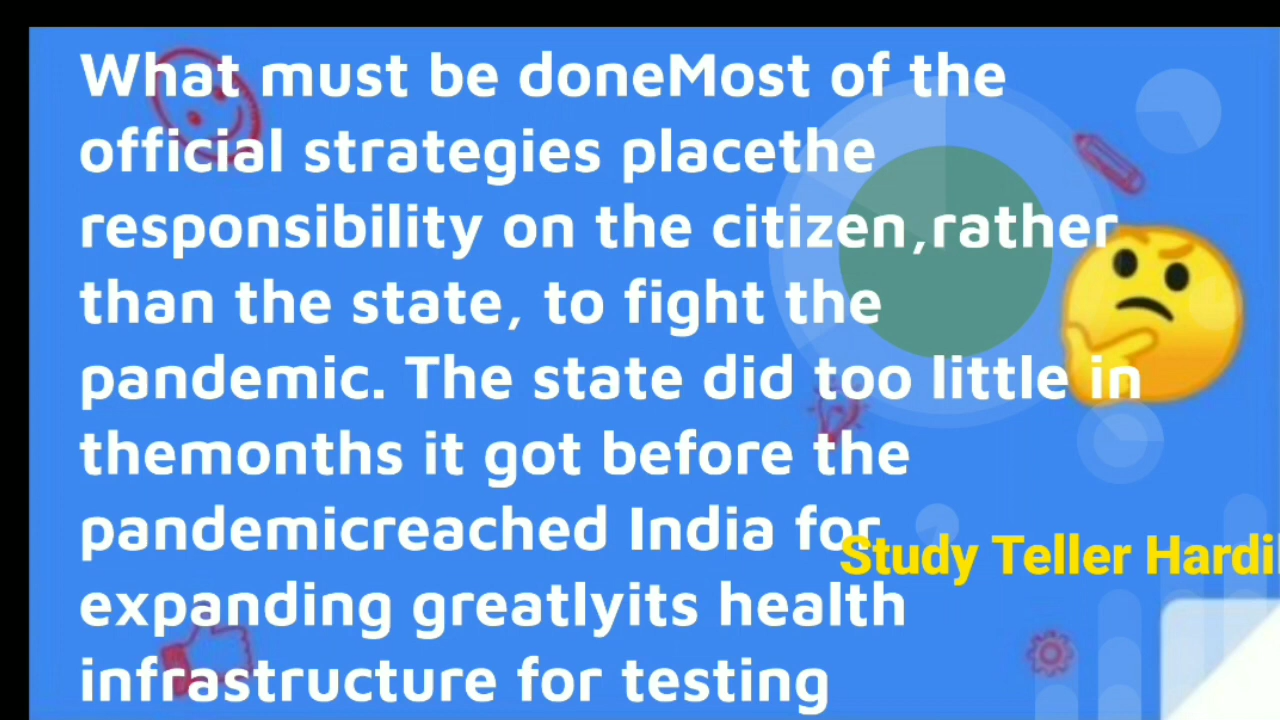 What must be doneMost of the
official strategies placethe
responsibility on the citizen,rather
than the state, to fight the
pandemic. The state did too little in
themonths it got before the
pandemicreached India for
Study Teller Hardi
expanding greatlyits health
infrastructure for testing